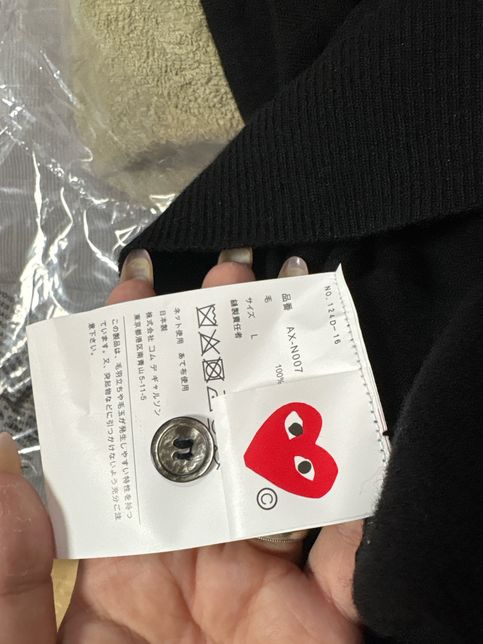 NO.124D-16
品番 AX-N007
毛 100%
サイズ L
縫製責任者
ネット使用 あて布使用
日本製
株式会社 コム デ ギャルソン
東京都港区南青山 5-11-5
この製品は、毛羽立ちや毛玉が発生しやすい特性を持っ
ています。又、突起物などに引っかけないよう充分ご注
意下さい。
©